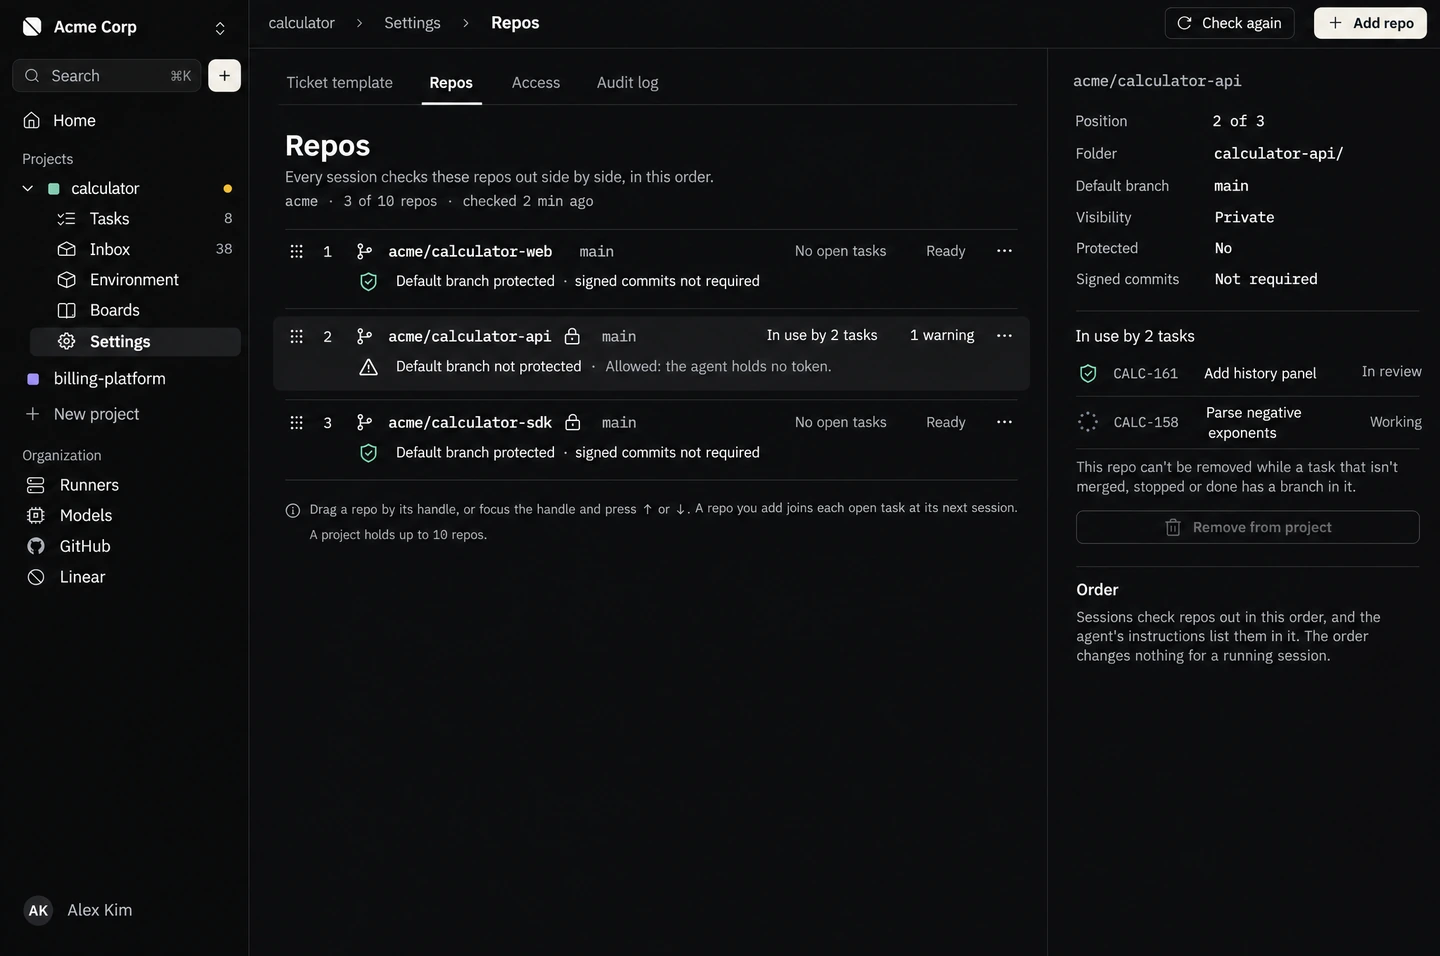 Acme Corp
Search ⌘K
Home
Projects
calculator
Tasks 8
Inbox 38
Environment
Boards
Settings
billing-platform
New project
Organization
Runners
Models
GitHub
Linear
AK Alex Kim
calculator > Settings > Repos
Check again
+ Add repo
Ticket template Repos Access Audit log
Repos
Every session checks these repos out side by side, in this order.
acme · 3 of 10 repos · checked 2 min ago
1 acme/calculator-web main No open tasks Ready ···
Default branch protected · signed commits not required
2 acme/calculator-api main In use by 2 tasks 1 warning ···
Default branch not protected · Allowed: the agent holds no token.
3 acme/calculator-sdk main No open tasks Ready ···
Default branch protected · signed commits not required
Drag a repo by its handle, or focus the handle and press ↑ or ↓. A repo you add joins each open task at its next session.
A project holds up to 10 repos.
acme/calculator-api
Position 2 of 3
Folder calculator-api/
Default branch main
Visibility Private
Protected No
Signed commits Not required
In use by 2 tasks
CALC-161 Add history panel In review
CALC-158 Parse negative exponents Working
This repo can't be removed while a task that isn't
merged, stopped or done has a branch in it.
Remove from project
Order
Sessions check repos out in this order, and the
agent's instructions list them in it. The order
changes nothing for a running session.